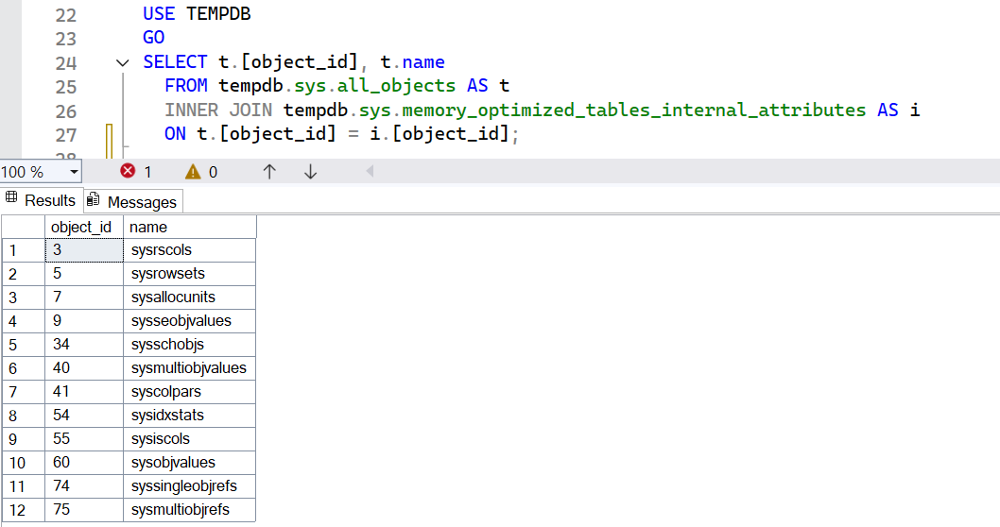 22 USE TEMPDB
23 GO
24 SELECT t.[object_id], t.name
25 FROM tempdb.sys.all_objects AS t
26 INNER JOIN tempdb.sys.memory_optimized_tables_internal_attributes AS i
27 ON t.[object_id] = i.[object_id];
28
100 % 1 0
Results Messages
object_id name
1 3 sysrscols
2 5 sysrowsets
3 7 sysallocunits
4 9 sysseobjvalues
5 34 sysschobjs
6 40 sysmultiobjvalues
7 41 syscolpars
8 54 sysidxstats
9 55 sysiscols
10 60 sysobjvalues
11 74 syssingleobjrefs
12 75 sysmultiobjrefs